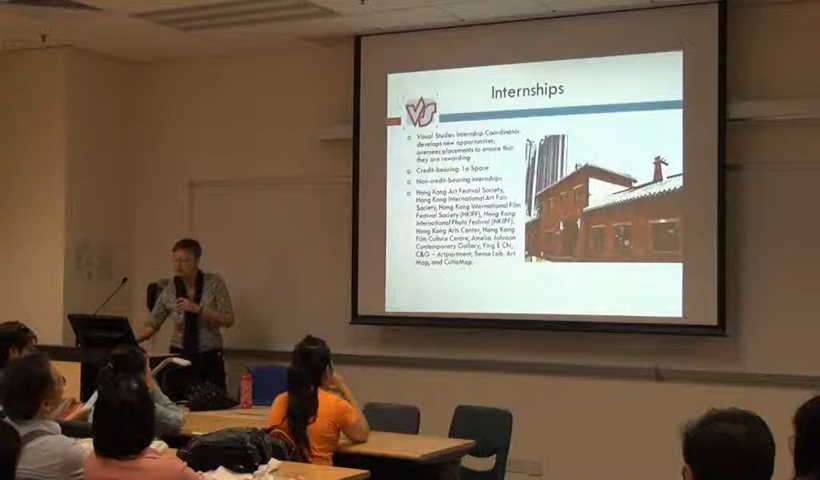 Internships
VS
Visual Studies Internship Coordinator
develops new opportunities,
oversees placements to ensure that
they are rewarding.
Credit-bearing: 1a Space
Non-credit-bearing internships
Hong Kong Art Festival Society,
Hong Kong International Art Fair
Society, Hong Kong International Film
Festival Society (HKIFF), Hong Kong
International Photo Festival (HKIPF),
Hong Kong Arts Center, Hong Kong
Film Culture Centre, Amelia Johnson
Contemporary Gallery, Ying E Chi,
C&G – Artpartment, Sense Lab, Art
Map, and CultaMap.